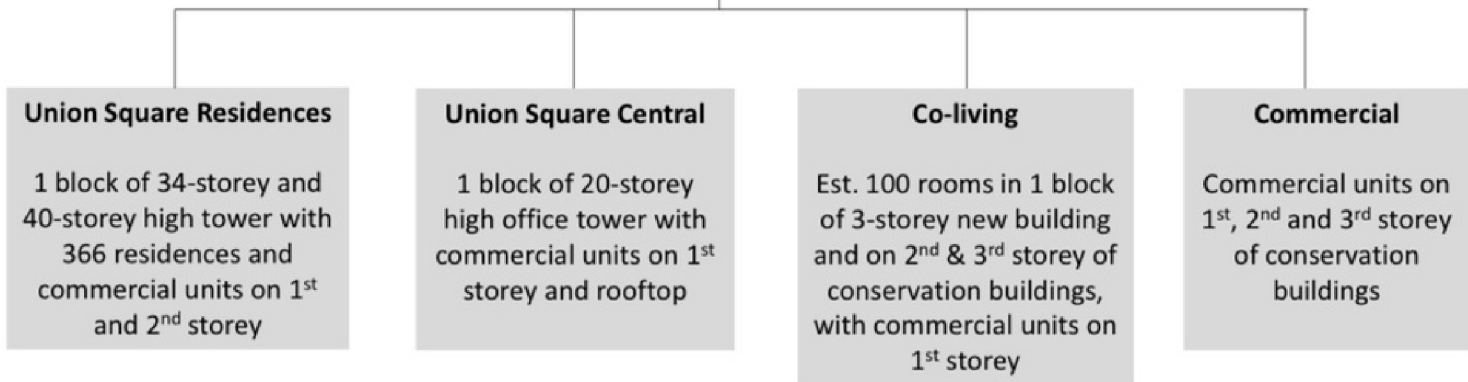 Union Square Residences
1 block of 34-storey and
40-storey high tower with
366 residences and
commercial units on 1st
and 2nd storey
Union Square Central
1 block of 20-storey
high office tower with
commercial units on 1st
storey and rooftop
Co-living
Est. 100 rooms in 1 block
of 3-storey new building
and on 2nd & 3rd storey of
conservation buildings,
with commercial units on
1st storey
Commercial
Commercial units on
1st, 2nd and 3rd storey
of conservation
buildings